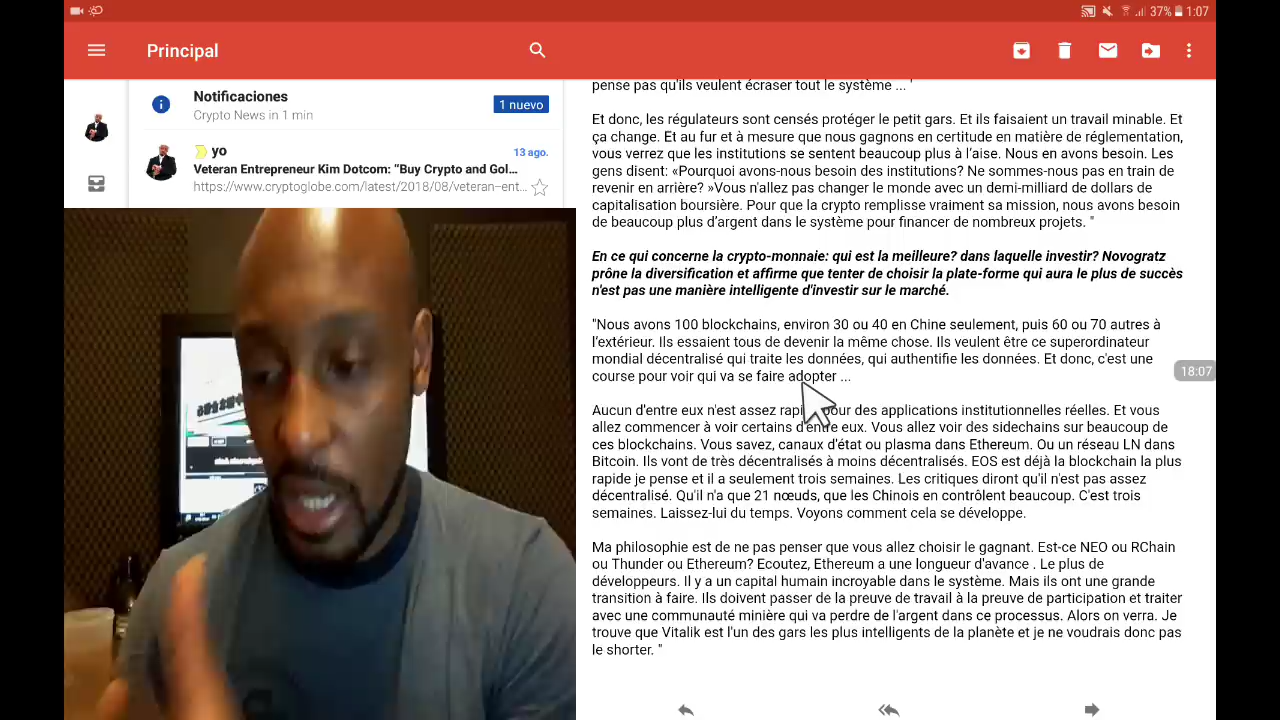 37% 1:07
Principal
Notificaciones
Crypto News in 1 min
1 nuevo
yo
13 ago.
Veteran Entrepreneur Kim Dotcom: “Buy Crypto and Gol...
https://www.cryptoglobe.com/latest/2018/08/veteran-ent...
pense pas qu'ils veulent écraser tout le système ..."
Et donc, les régulateurs sont censés protéger le petit gars. Et ils faisaient un travail minable. Et
ça change. Et au fur et à mesure que nous gagnons en certitude en matière de réglementation,
vous verrez que les institutions se sentent beaucoup plus à l’aise. Nous en avons besoin. Les
gens disent: «Pourquoi avons-nous besoin des institutions? Ne sommes-nous pas en train de
revenir en arrière? »Vous n'allez pas changer le monde avec un demi-milliard de dollars de
capitalisation boursière. Pour que la crypto remplisse vraiment sa mission, nous avons besoin
de beaucoup plus d’argent dans le système pour financer de nombreux projets. "
En ce qui concerne la crypto-monnaie: qui est la meilleure? dans laquelle investir? Novogratz
prône la diversification et affirme que tenter de choisir la plate-forme qui aura le plus de succès
n'est pas une manière intelligente d'investir sur le marché.
"Nous avons 100 blockchains, environ 30 ou 40 en Chine seulement, puis 60 ou 70 autres à
l’extérieur. Ils essaient tous de devenir la même chose. Ils veulent être ce superordinateur
mondial décentralisé qui traite les données, qui authentifie les données. Et donc, c'est une
course pour voir qui va se faire adopter ...
18:07
Aucun d'entre eux n'est assez des applications institutionnelles réelles. Et vous
allez commencer à voir certains d'entre eux. Vous allez voir des sidechains sur beaucoup de
ces blockchains. Vous savez, canaux d'état ou plasma dans Ethereum. Ou un réseau LN dans
Bitcoin. Ils vont de très décentralisés à moins décentralisés. EOS est déjà la blockchain la plus
rapide je pense et il a seulement trois semaines. Les critiques diront qu'il n'est pas assez
décentralisé. Qu'il n'a que 21 nœuds, que les Chinois en contrôlent beaucoup. C'est trois
semaines. Laissez-lui du temps. Voyons comment cela se développe.
Ma philosophie est de ne pas penser que vous allez choisir le gagnant. Est-ce NEO ou RChain
ou Thunder ou Ethereum? Ecoutez, Ethereum a une longueur d'avance . Le plus de
développeurs. Il y a un capital humain incroyable dans le système. Mais ils ont une grande
transition à faire. Ils doivent passer de la preuve de travail à la preuve de participation et traiter
avec une communauté minière qui va perdre de l'argent dans ce processus. Alors on verra. Je
trouve que Vitalik est l'un des gars les plus intelligents de la planète et je ne voudrais donc pas
le shorter. "